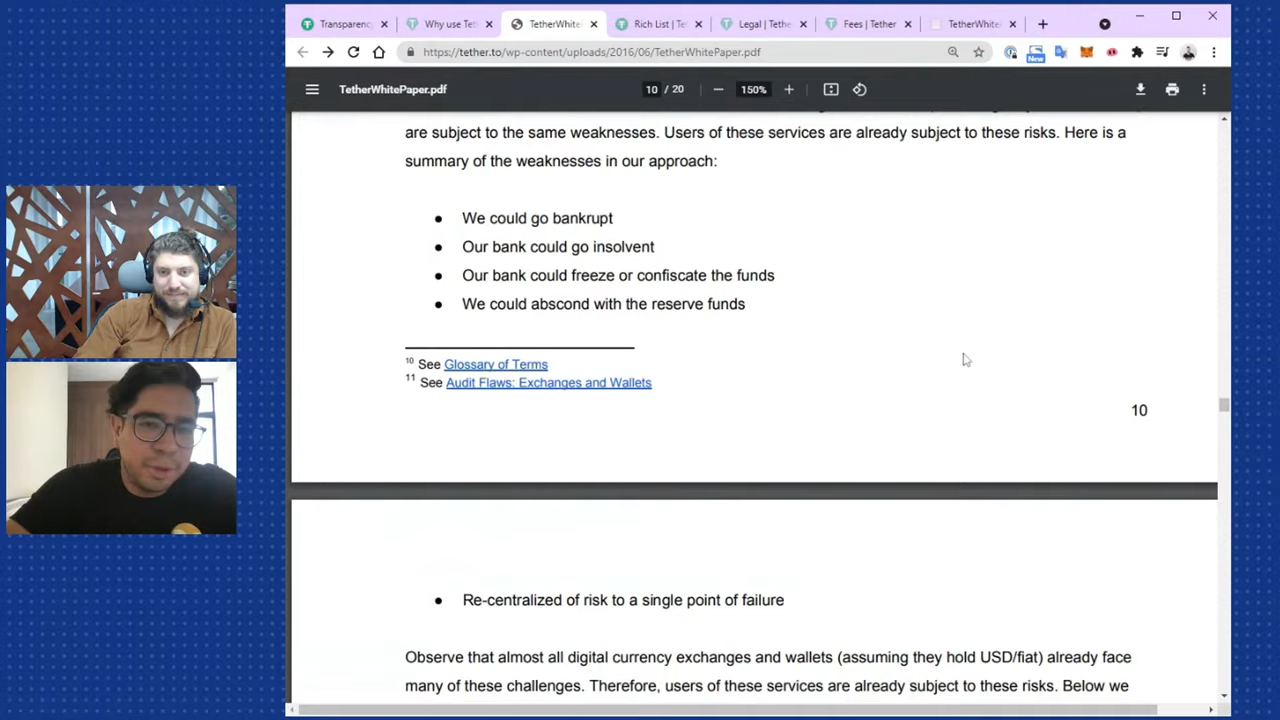 Transparency
Why use Tet
TetherWhite
Rich List | Tet
Legal | Tether
Fees | Tether
TetherWhite
https://tether.to/wp-content/uploads/2016/06/TetherWhitePaper.pdf
New
TetherWhitePaper.pdf
10 / 20
150%
are subject to the same weaknesses. Users of these services are already subject to these risks. Here is a
summary of the weaknesses in our approach:
● We could go bankrupt
● Our bank could go insolvent
● Our bank could freeze or confiscate the funds
● We could abscond with the reserve funds
10 See Glossary of Terms
11 See Audit Flaws: Exchanges and Wallets
10
● Re-centralized of risk to a single point of failure
Observe that almost all digital currency exchanges and wallets (assuming they hold USD/fiat) already face
many of these challenges. Therefore, users of these services are already subject to these risks. Below we